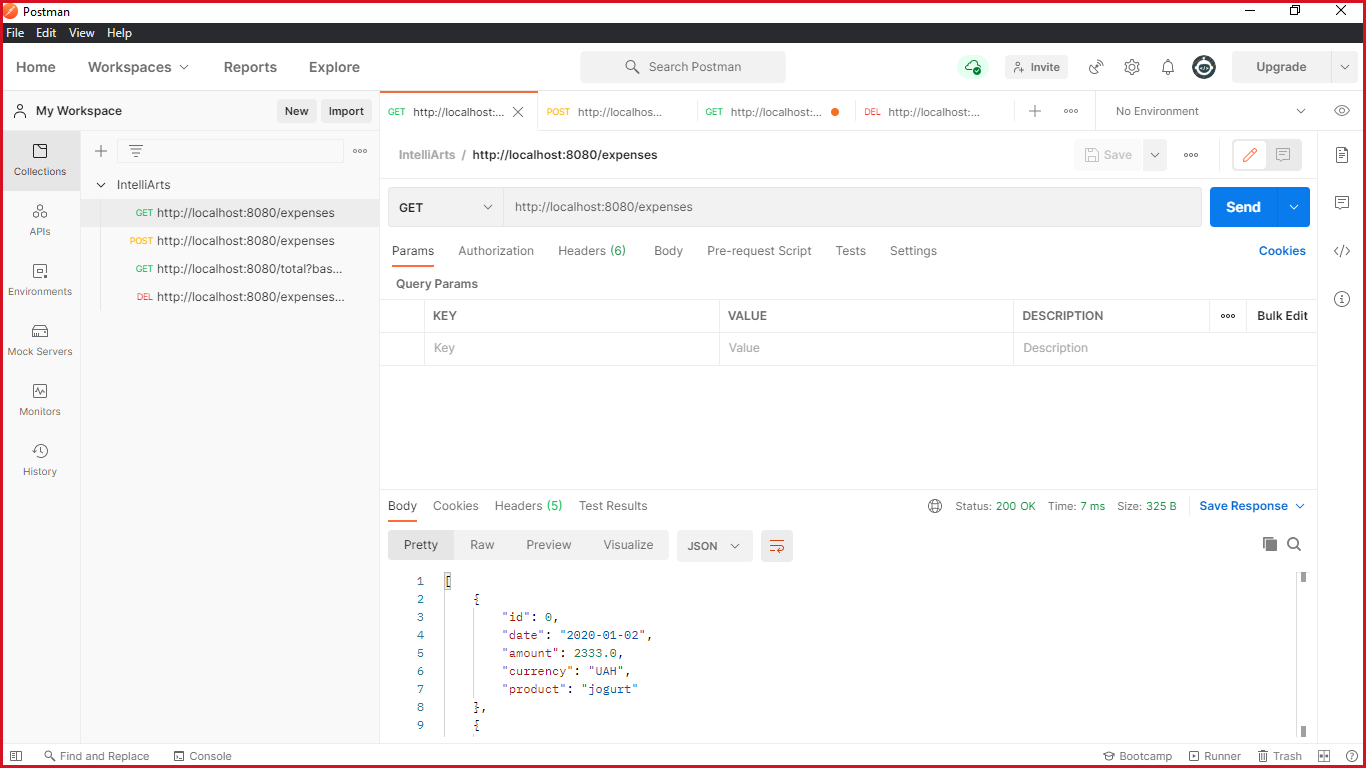 Postman
File Edit View Help
Home Workspaces Reports Explore Search Postman Invite Upgrade
My Workspace New Import
GET http://localhost:... POST http://localhos... GET http://localhost:... DEL http://localhost:... No Environment
Collections
APIs
Environments
Mock Servers
Monitors
History
IntelliArts
GET http://localhost:8080/expenses
POST http://localhost:8080/expenses
GET http://localhost:8080/total?bas...
DEL http://localhost:8080/expenses...
IntelliArts / http://localhost:8080/expenses Save
GET http://localhost:8080/expenses Send
Params Authorization Headers (6) Body Pre-request Script Tests Settings Cookies
Query Params
KEY VALUE DESCRIPTION Bulk Edit
Key Value Description
Body Cookies Headers (5) Test Results Status: 200 OK Time: 7 ms Size: 325 B Save Response
Pretty Raw Preview Visualize JSON
1 [
2 {
3 "id": 0,
4 "date": "2020-01-02",
5 "amount": 2333.0,
6 "currency": "UAH",
7 "product": "jogurt"
8 },
9 {
Find and Replace Console Bootcamp Runner Trash